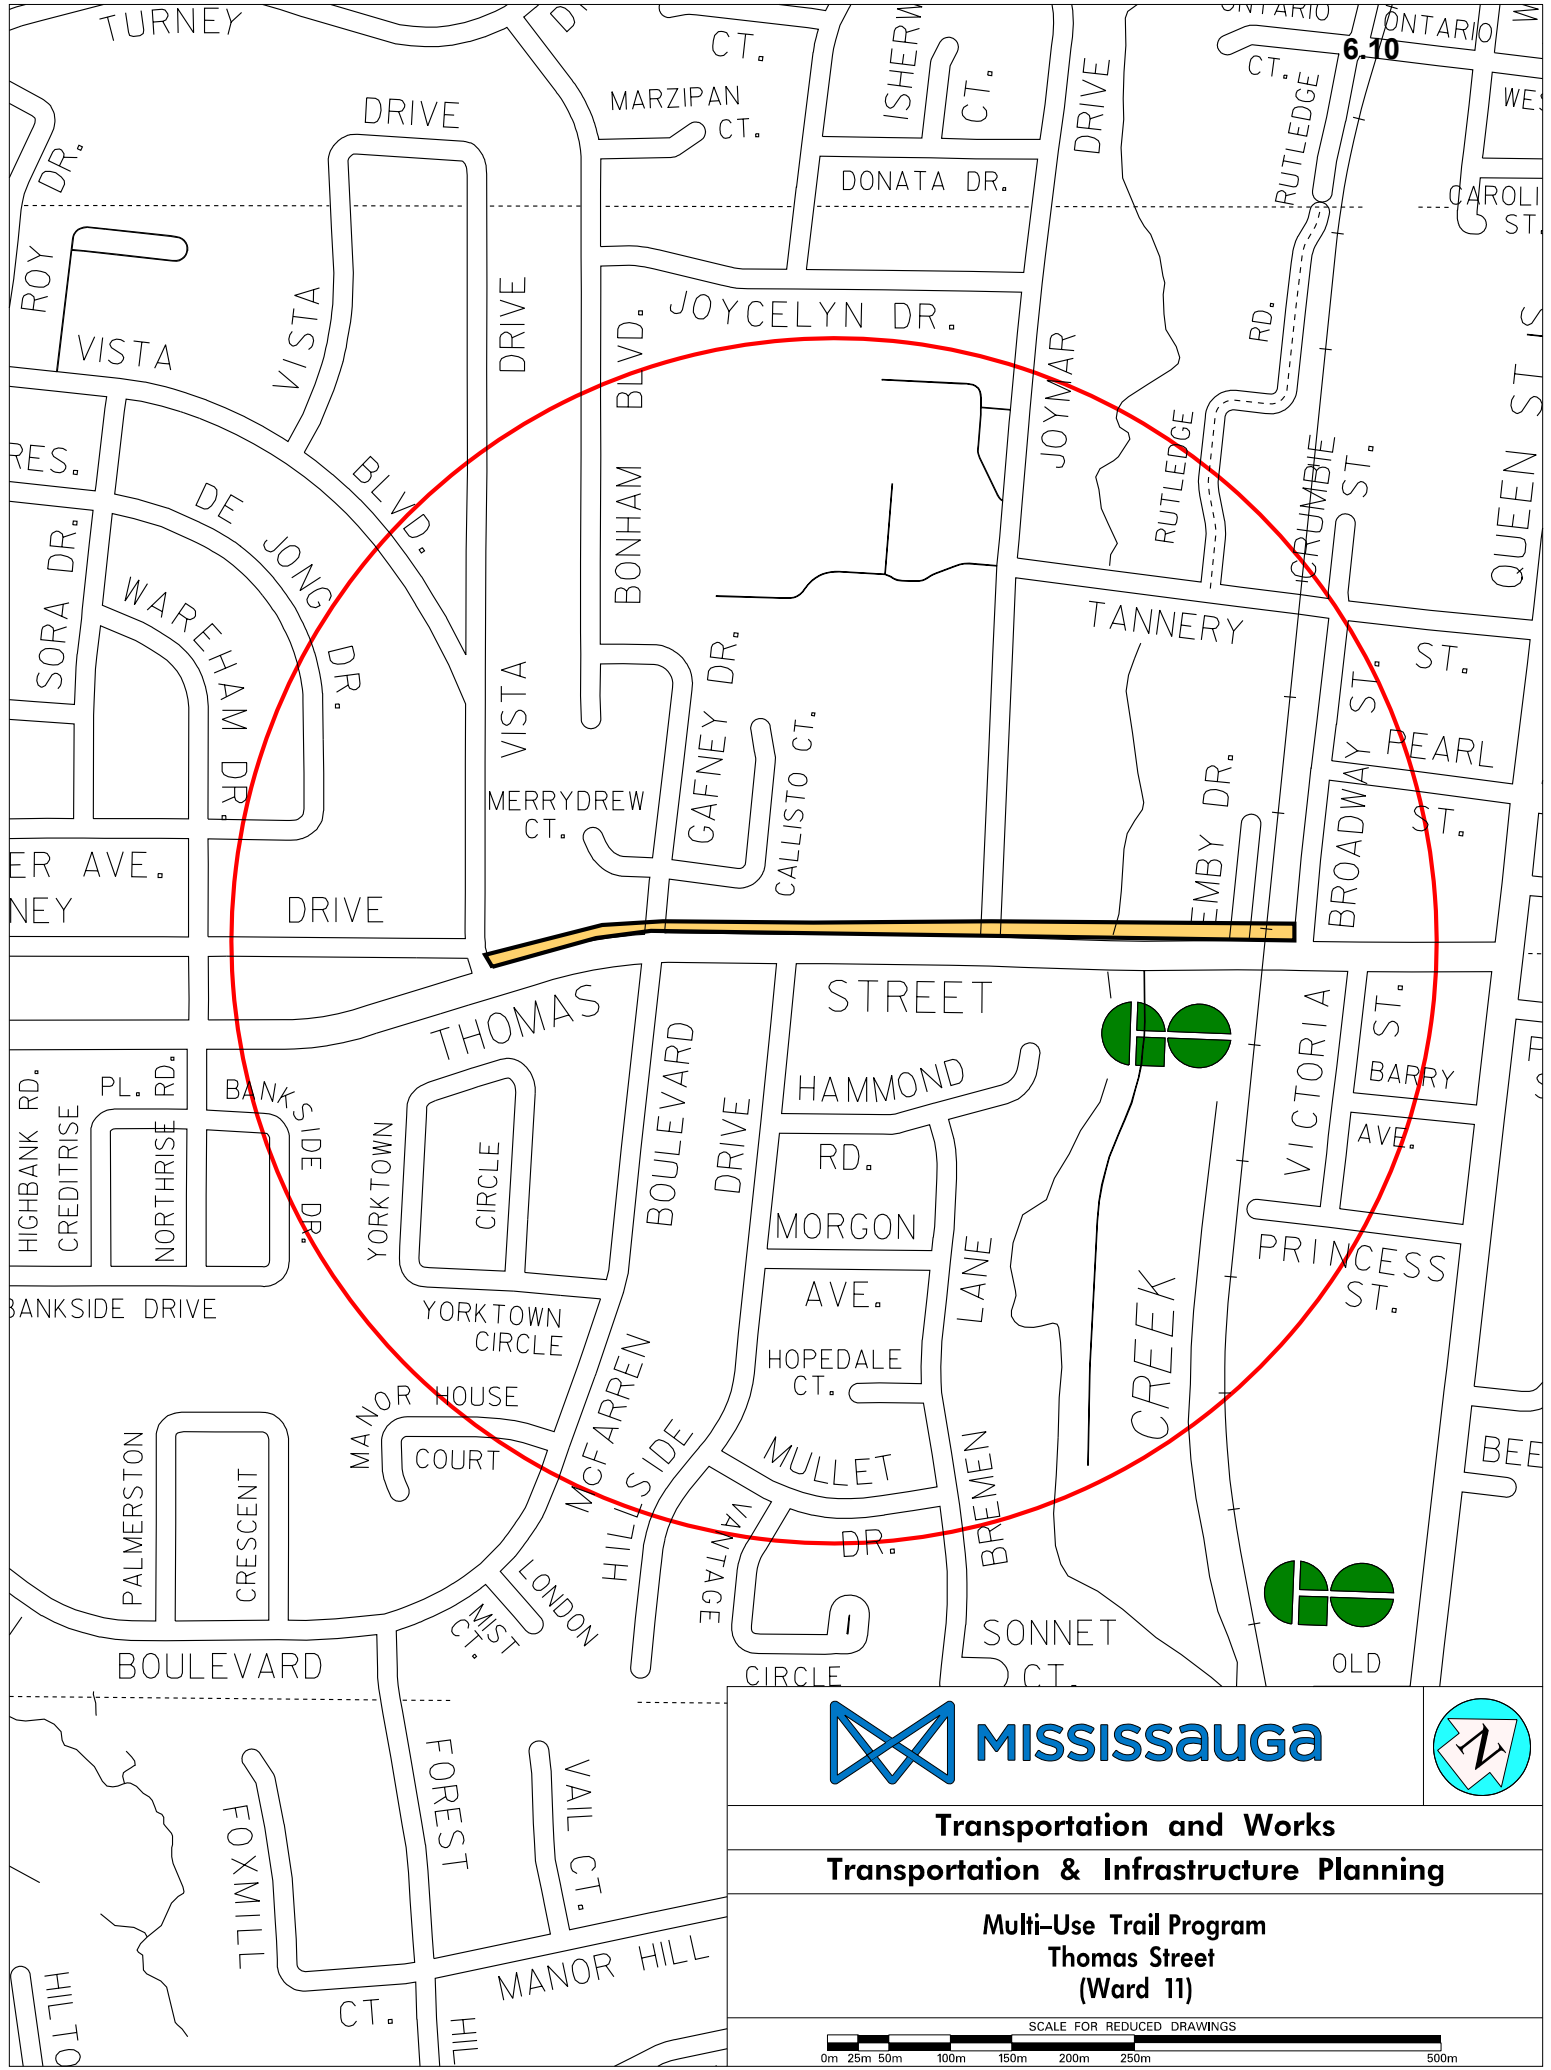 TURNEY
DRIVE
CT.
ISHERW
CT.
DRIVE
ONTARIO
CT.
ONTARIO
6.10
RUTLEDGE
WES
MARZIPAN
CT.
DONATA DR.
CAROLI
ST.
ROY DR.
VISTA
VISTA
DRIVE
BONHAM BLVD.
JOYCELYN DR.
JOYMAR
RD.
RUTLEDGE
CRUMBIE
ST.
QUEEN ST. S
RES.
BLVD.
DE JONG DR.
SORA DR.
WAREHAM DR.
TANNERY
ST.
VISTA
GAFNEY DR.
CALLISTO CT.
BROADWAY ST.
PEARL
ST.
MERRYDREW
CT.
EMBY DR.
ER AVE.
NEY
DRIVE
THOMAS
STREET
VICTORIA
ST.
BARRY
AVE.
HIGHBANK RD.
CREDITRISE
PL.
NORTHRISE RD.
BANKSIDE DR.
BANKSIDE DRIVE
YORKTOWN
CIRCLE
YORKTOWN
CIRCLE
BOULEVARD
DRIVE
HAMMOND
RD.
MORGON
AVE.
LANE
CREEK
PRINCESS
ST.
HOPEDALE
CT.
MANOR HOUSE
COURT
McFARREN
HILLSIDE
MULLET
DR.
BREMEN
BEE
PALMERSTON
CRESCENT
VANTAGE
CIRCLE
LONDON
MIST
CT.
SONNET
CT.
OLD
BOULEVARD
FOREST
FOXMILL
CT.
VAIL CT.
MANOR HILL
HILTO
HIL
MISSISSAUGA
N
Transportation and Works
Transportation & Infrastructure Planning
Multi-Use Trail Program
Thomas Street
(Ward 11)
SCALE FOR REDUCED DRAWINGS
0m 25m 50m 100m 150m 200m 250m 500m